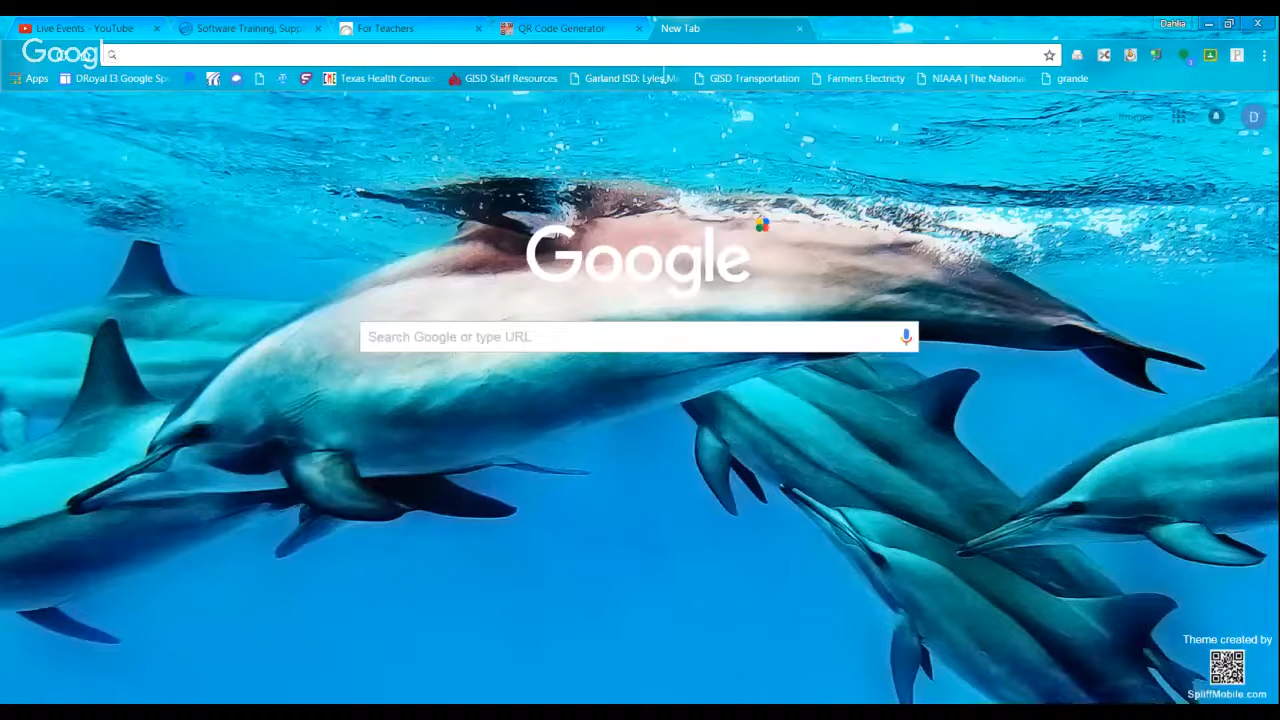 Live Events - YouTube
Software Training, Supp
For Teachers
QR Code Generator
New Tab
Dahlia
Googl
Apps
DRoyal I3 Google Sp
Texas Health Concus
GISD Staff Resources
Garland ISD: Lyles M
GISD Transportation
Farmers Electricty
NIAAA | The Nationa
grande
Images
D
Google
Search Google or type URL
Theme created by
SpliffMobile.com